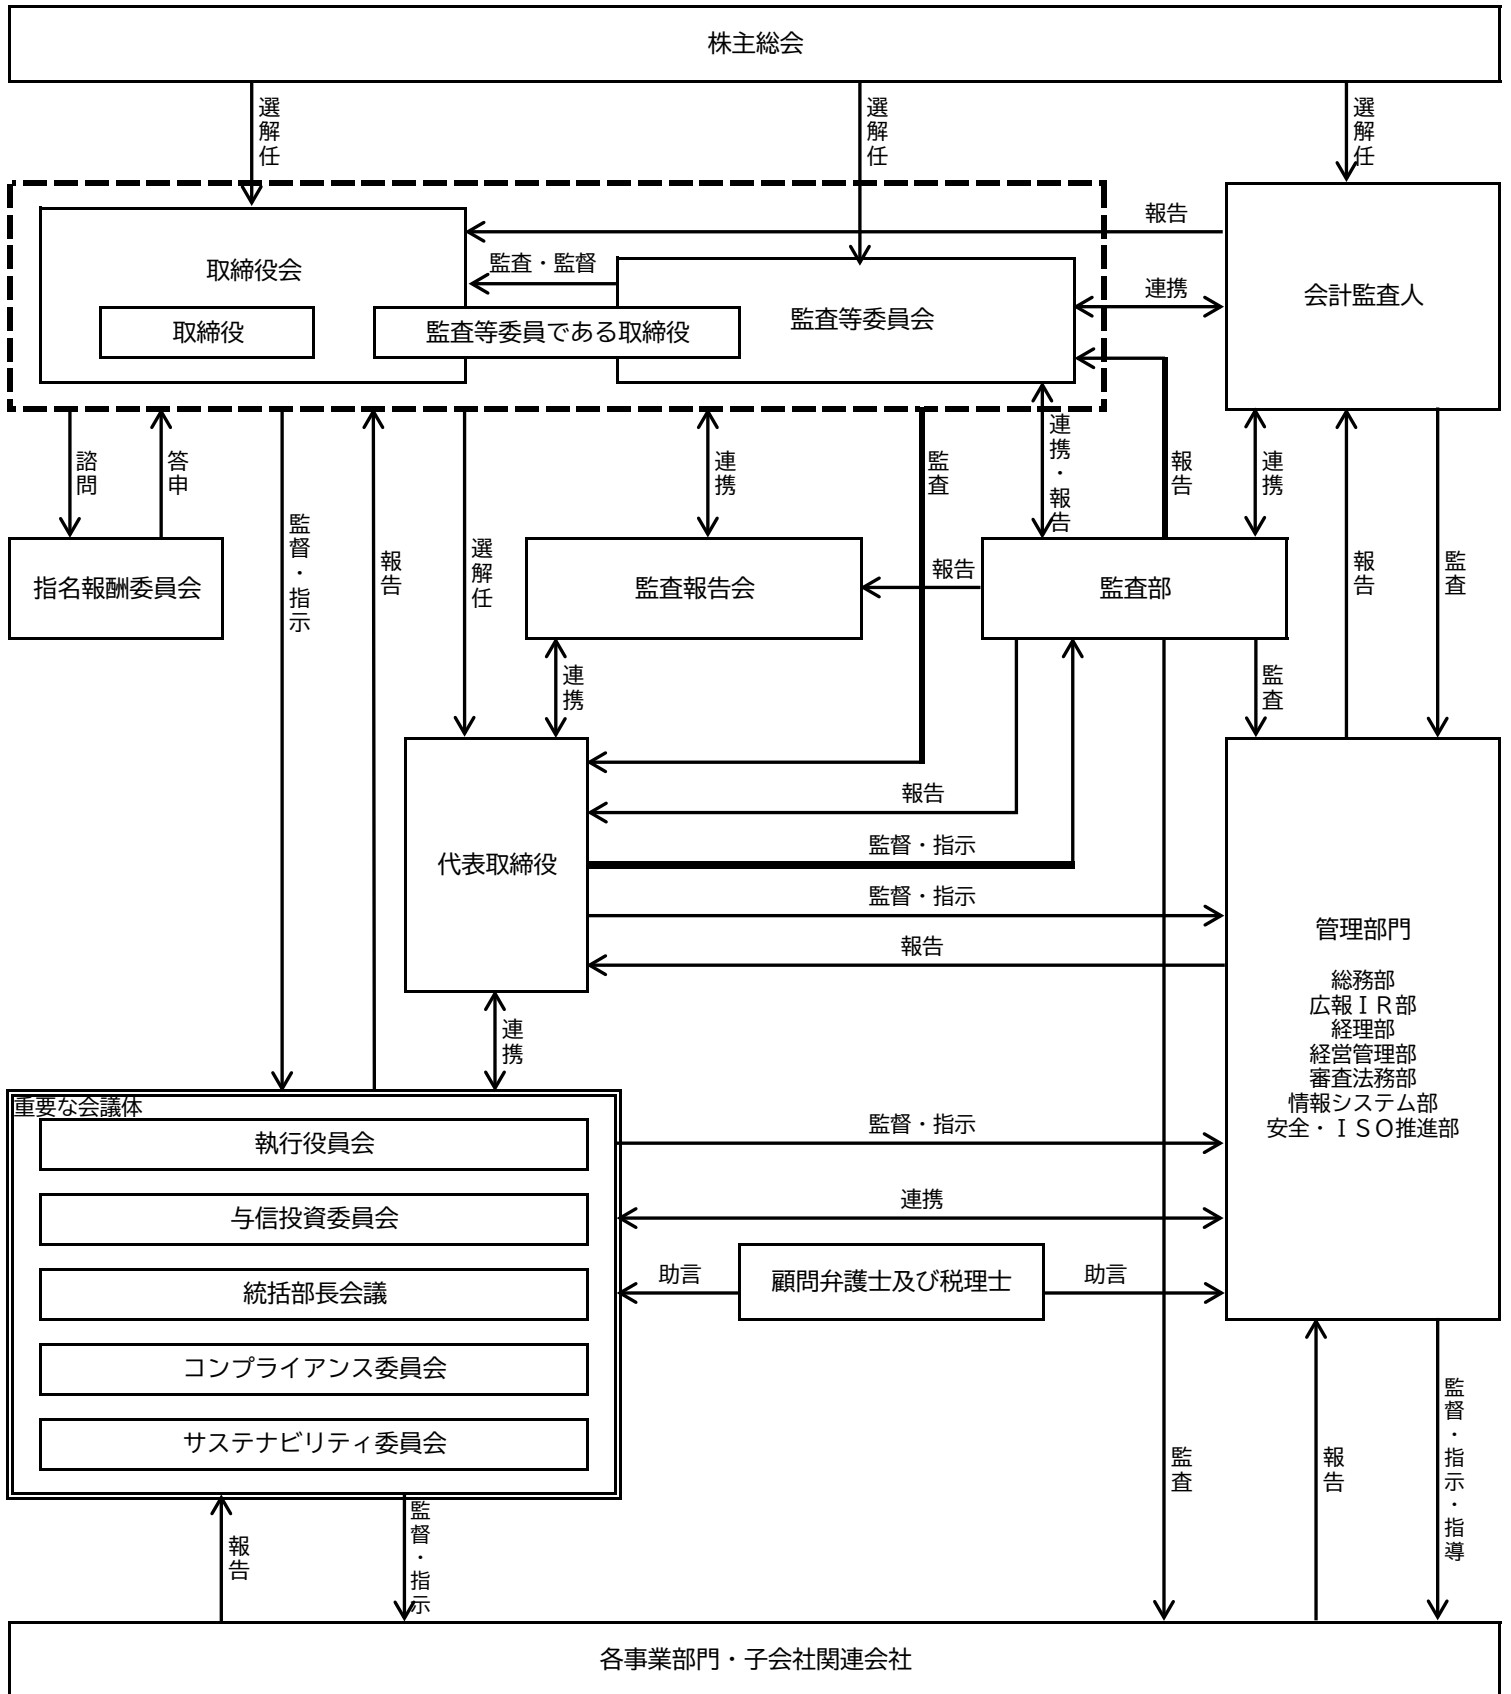 株主総会
選解任
選解任
選解任
報告
取締役会
監査・監督
連携
会計監査人
監査等委員会
取締役
監査等委員である取締役
諮問
答申
監督・指示
報告
選解任
連携
監査
連携・報告
報告
連携
報告
監査
指名報酬委員会
監査報告会
報告
監査部
連携
監査
報告
代表取締役
監督・指示
監督・指示
報告
管理部門
総務部
広報ＩＲ部
経理部
経営管理部
審査法務部
情報システム部
安全・ＩＳＯ推進部
連携
重要な会議体
執行役員会
監督・指示
与信投資委員会
連携
統括部長会議
助言
顧問弁護士及び税理士
助言
コンプライアンス委員会
サステナビリティ委員会
報告
監督・指示
監査
報告
監督・指示・指導
各事業部門・子会社関連会社